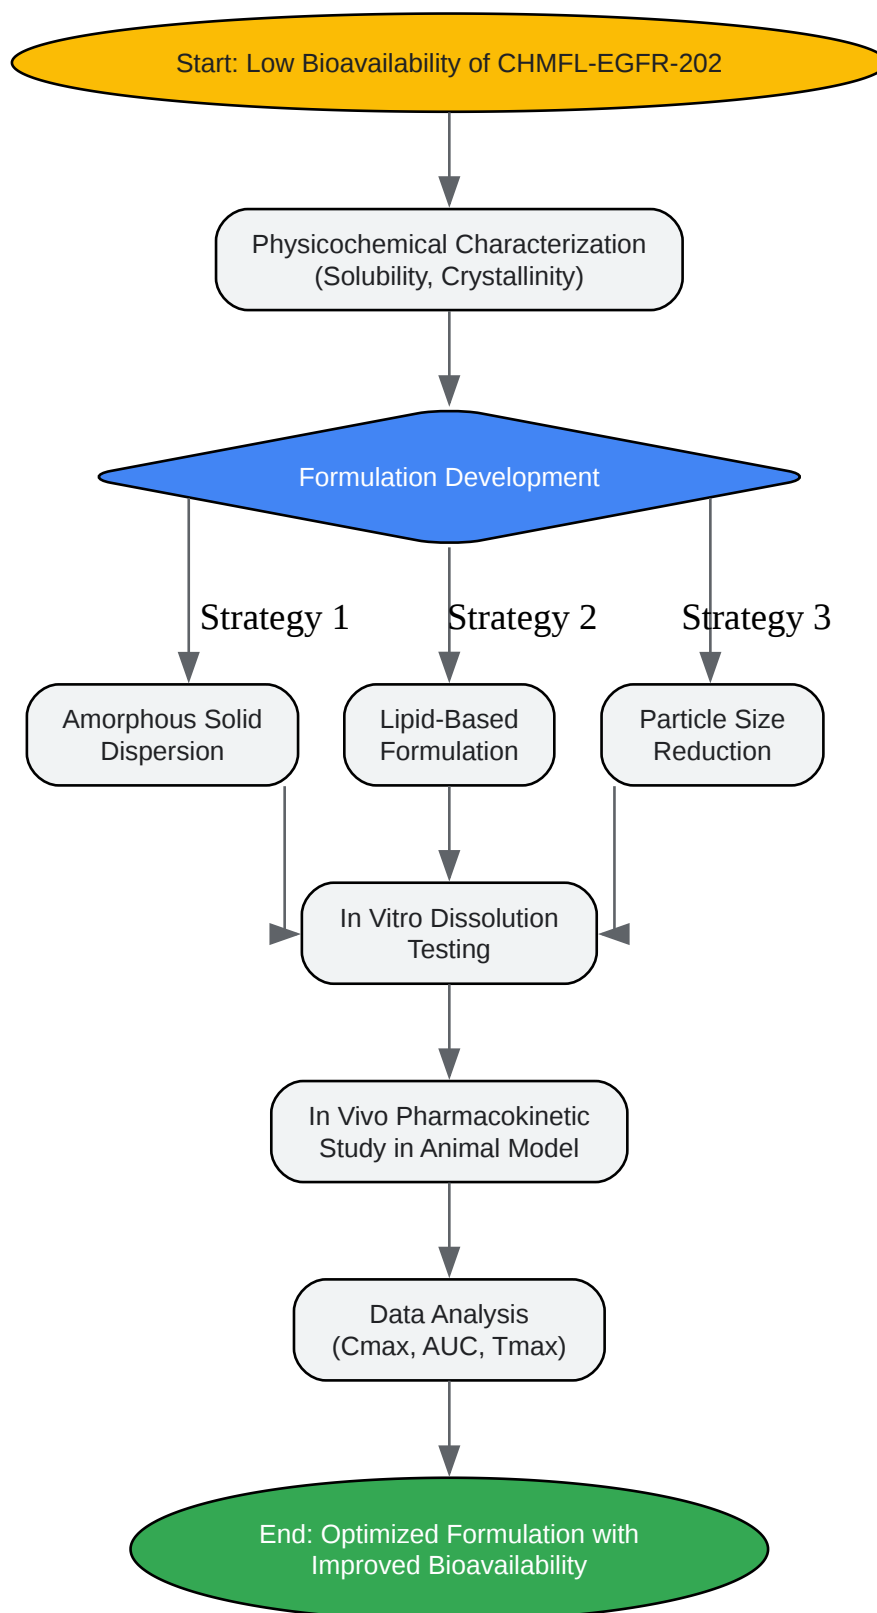 Start: Low Bioavailability of CHMFL-EGFR-202
Physicochemical Characterization
(Solubility, Crystallinity)
Formulation Development
Strategy 1
Strategy 2
Strategy 3
Amorphous Solid
Dispersion
Lipid-Based
Formulation
Particle Size
Reduction
In Vitro Dissolution
Testing
In Vivo Pharmacokinetic
Study in Animal Model
Data Analysis
(Cmax, AUC, Tmax)
End: Optimized Formulation with
Improved Bioavailability